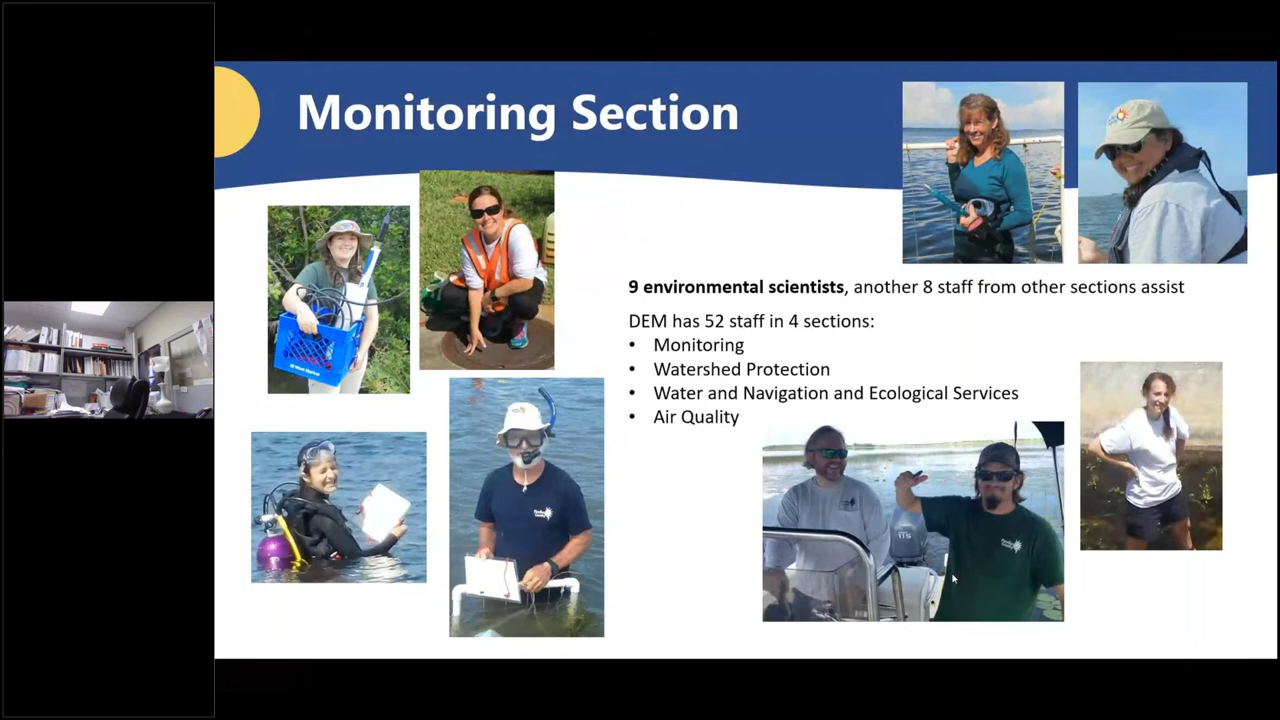 Monitoring Section
9 environmental scientists, another 8 staff from other sections assist
DEM has 52 staff in 4 sections:
• Monitoring
• Watershed Protection
• Water and Navigation and Ecological Services
• Air Quality